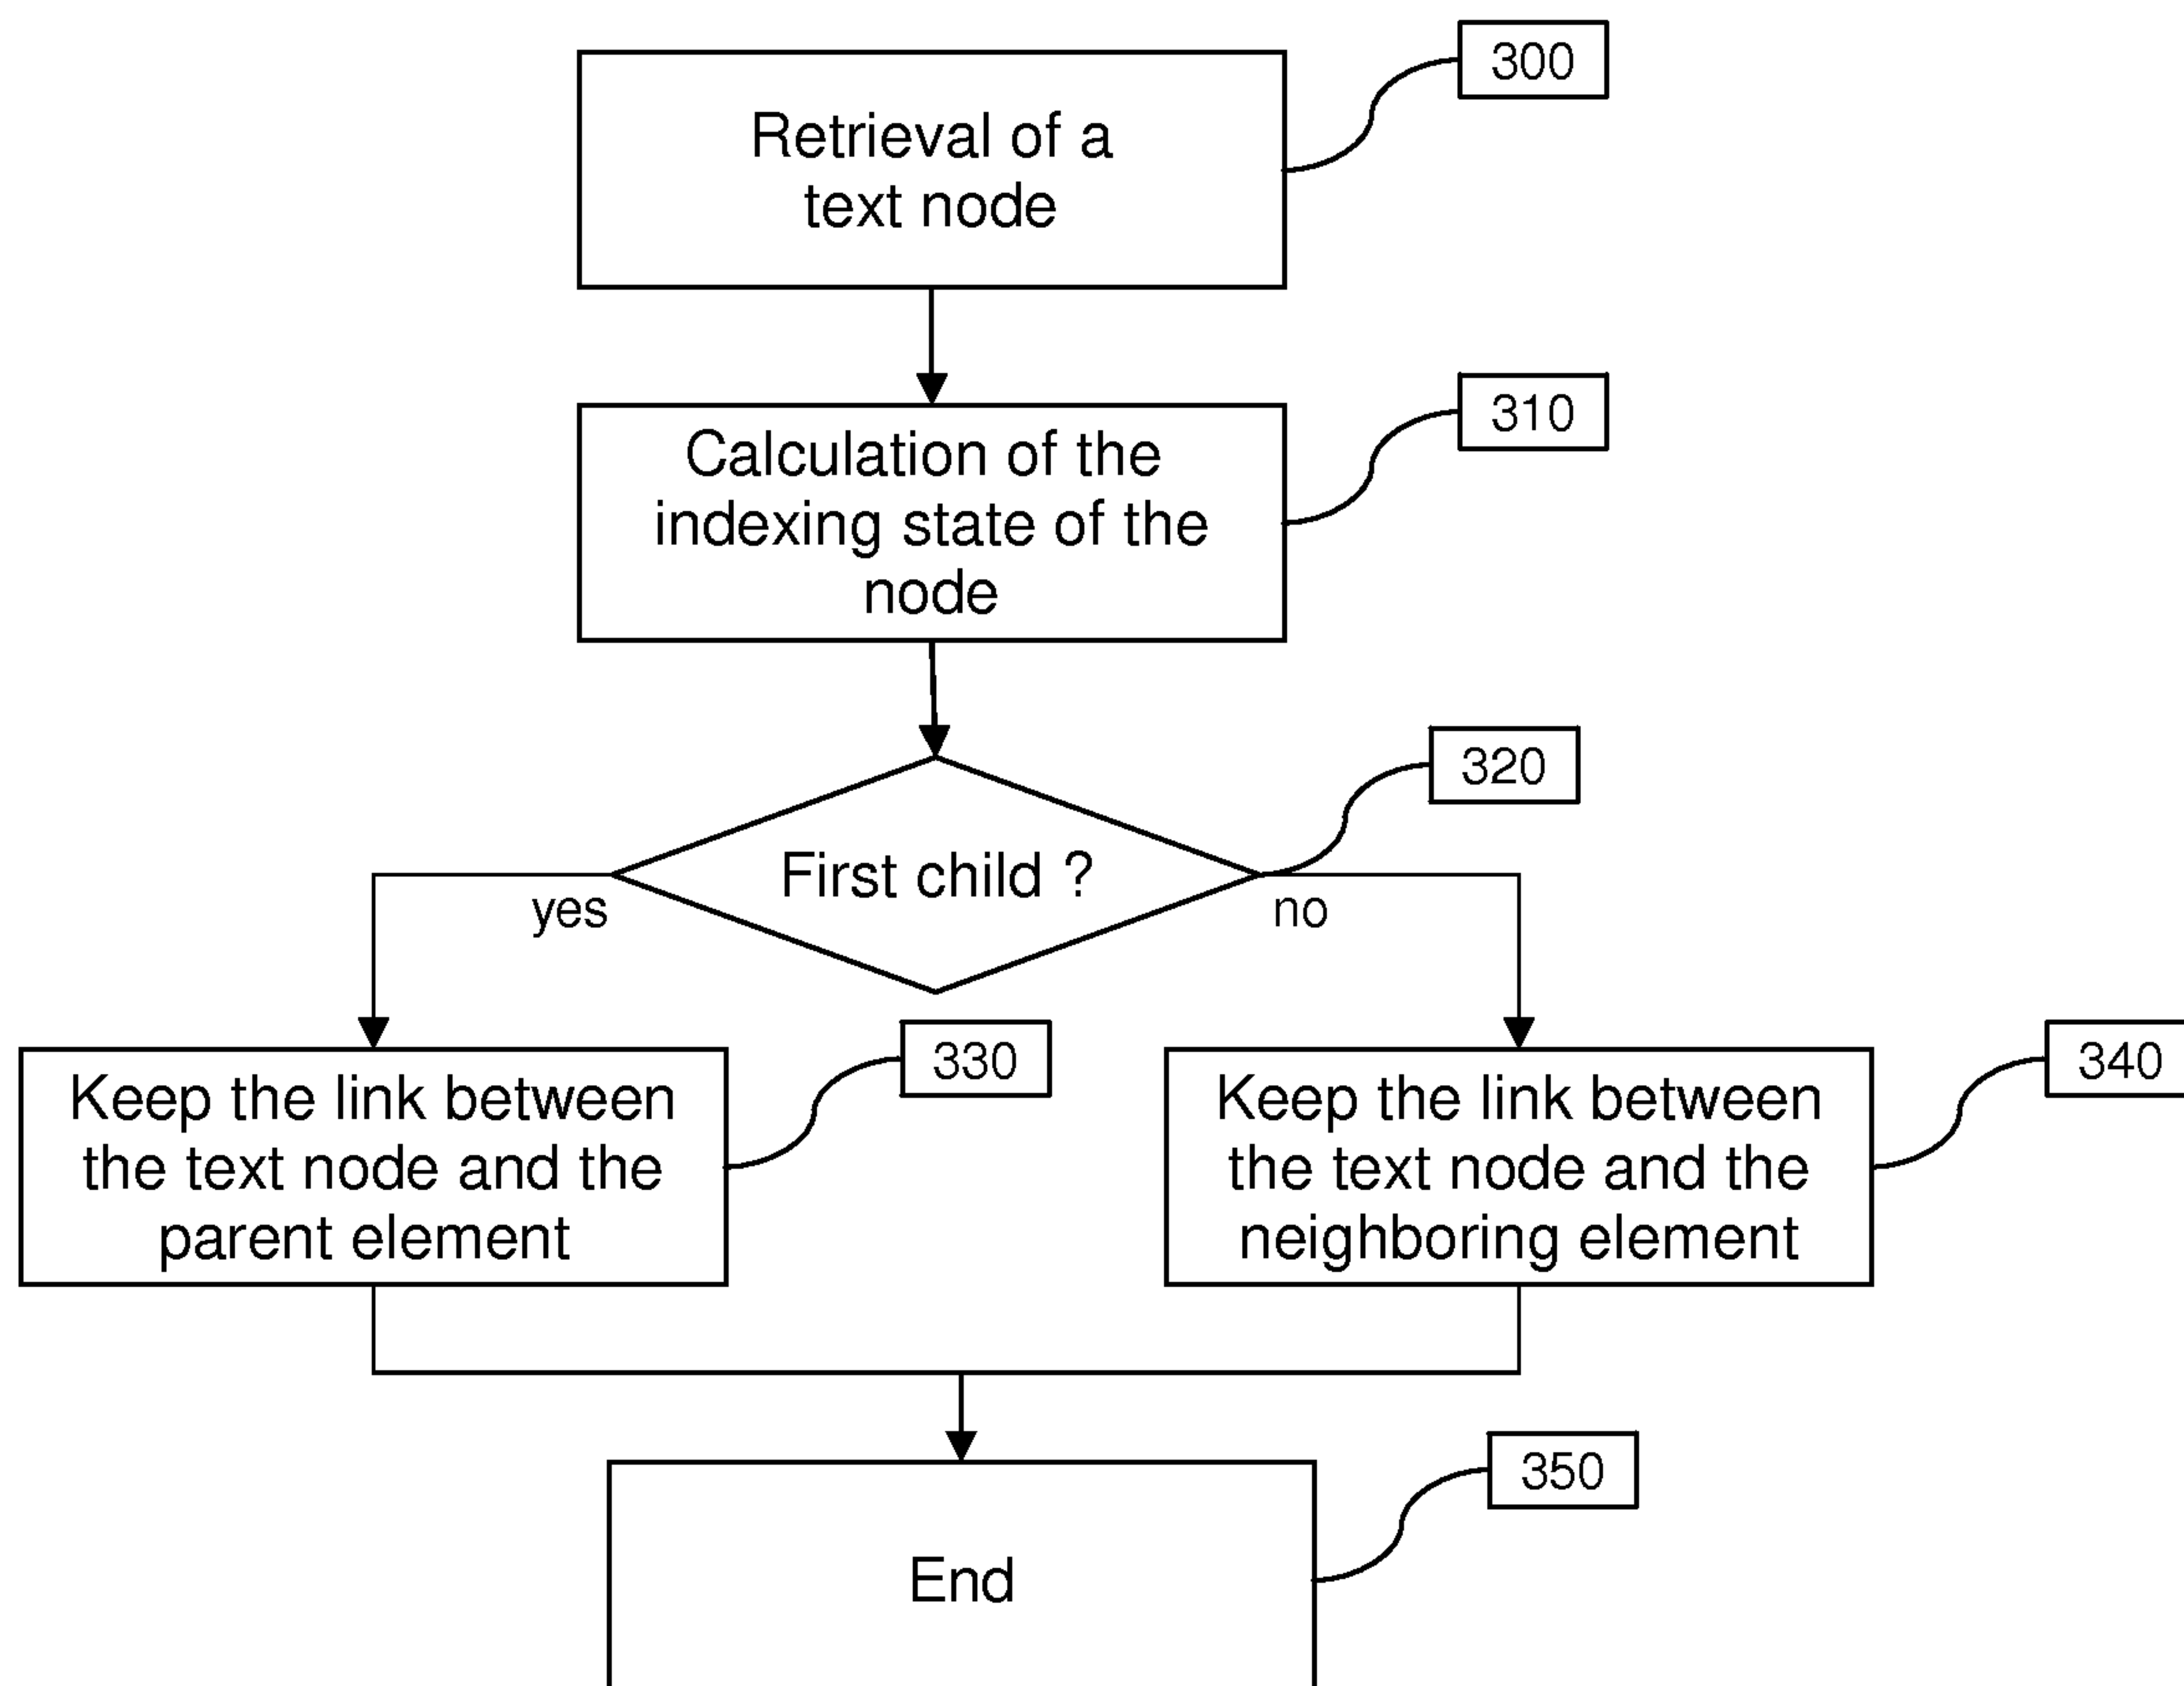 300
Retrieval of a
text node
310
Calculation of the
indexing state of the
node
320
First child ?
yes
no
330
340
Keep the link between
the text node and the
parent element
Keep the link between
the text node and the
neighboring element
350
End